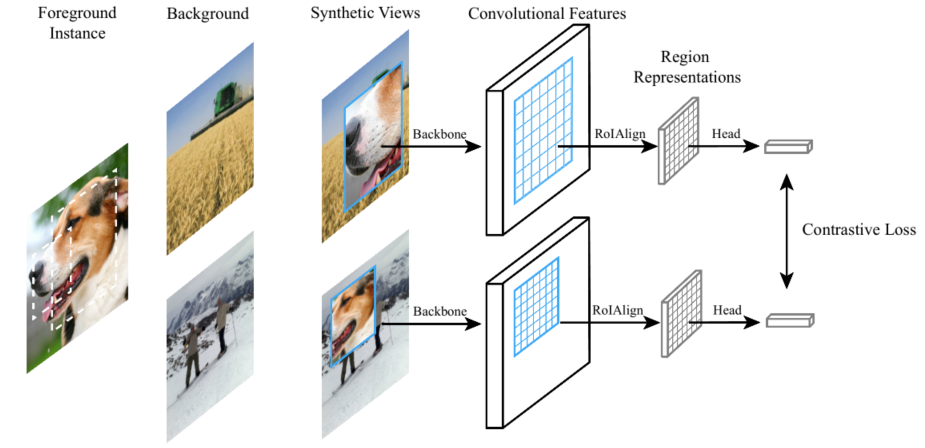 Foreground
Instance
Background
Synthetic Views
Convolutional Features
Region
Representations
Backbone
RoIAlign
Head
Contrastive Loss
Backbone
RoIAlign
Head